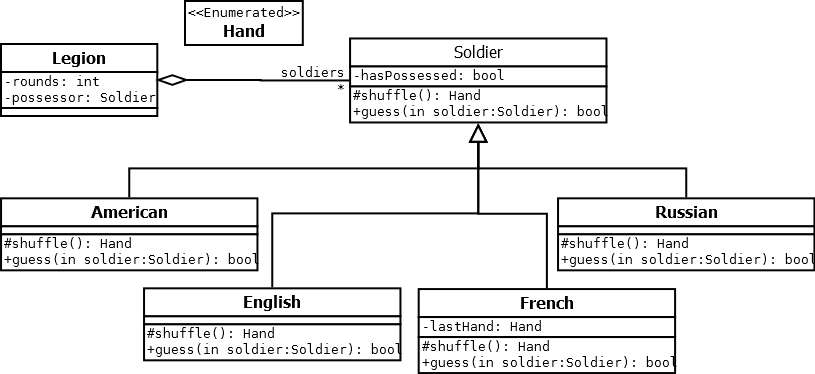 <<Enumerated>>
Hand
Legion
-rounds: int
-possessor: Soldier
soldiers
*
Soldier
-hasPossessed: bool
#shuffle(): Hand
+guess(in soldier:Soldier): bool
American
#shuffle(): Hand
+guess(in soldier:Soldier): bool
Russian
#shuffle(): Hand
+guess(in soldier:Soldier): bool
English
#shuffle(): Hand
+guess(in soldier:Soldier): bool
French
-lastHand: Hand
#shuffle(): Hand
+guess(in soldier:Soldier): bool